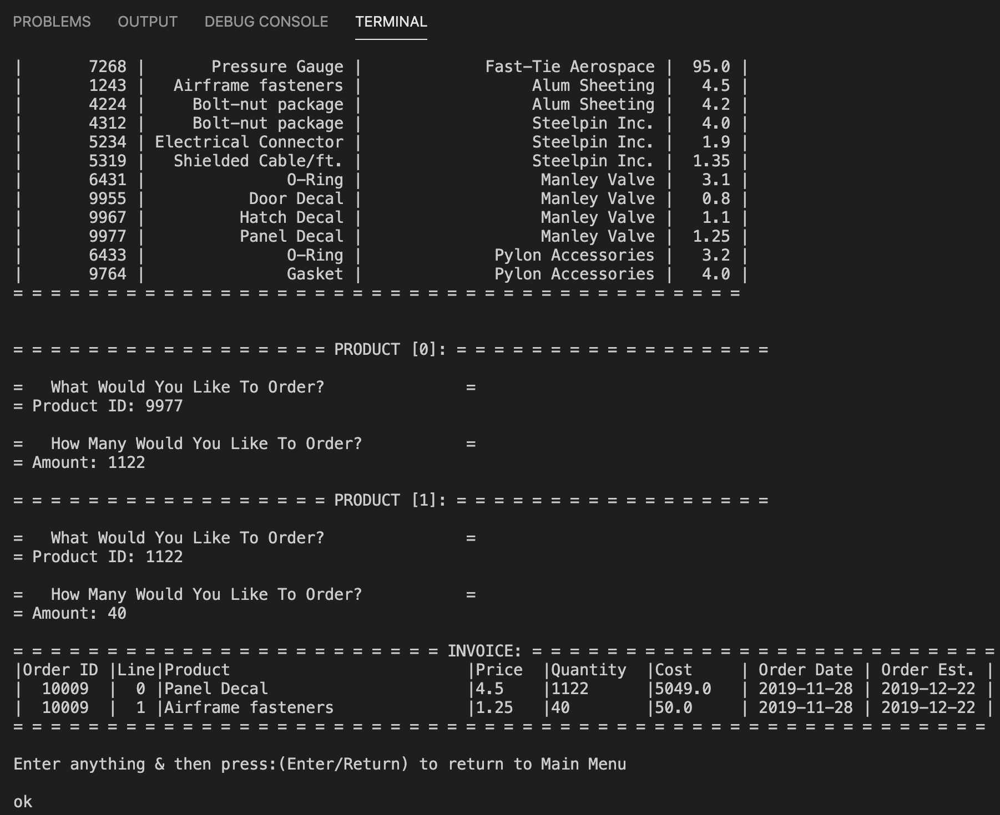 PROBLEMS OUTPUT DEBUG CONSOLE TERMINAL
| 7268 | Pressure Gauge | Fast-Tie Aerospace | 95.0 |
| 1243 | Airframe fasteners | Alum Sheeting | 4.5 |
| 4224 | Bolt-nut package | Alum Sheeting | 4.2 |
| 4312 | Bolt-nut package | Steelpin Inc. | 4.0 |
| 5234 | Electrical Connector | Steelpin Inc. | 1.9 |
| 5319 | Shielded Cable/ft. | Steelpin Inc. | 1.35 |
| 6431 | O-Ring | Manley Valve | 3.1 |
| 9955 | Door Decal | Manley Valve | 0.8 |
| 9967 | Hatch Decal | Manley Valve | 1.1 |
| 9977 | Panel Decal | Manley Valve | 1.25 |
| 6433 | O-Ring | Pylon Accessories | 3.2 |
| 9764 | Gasket | Pylon Accessories | 4.0 |
= = = = = = = = = = = = = = = = = = = = = = = = = = = = = = = = = = = = = = =
= = = = = = = = = = = = = = = = = PRODUCT [0]: = = = = = = = = = = = = = = = = =
= What Would You Like To Order? =
= Product ID: 9977
= How Many Would You Like To Order? =
= Amount: 1122
= = = = = = = = = = = = = = = = = PRODUCT [1]: = = = = = = = = = = = = = = = = =
= What Would You Like To Order? =
= Product ID: 1122
= How Many Would You Like To Order? =
= Amount: 40
= = = = = = = = = = = = = = = = = = = = = = = INVOICE: = = = = = = = = = = = = = = = = = = = = = = = = =
|Order ID |Line|Product |Price |Quantity |Cost | Order Date | Order Est. |
| 10009 | 0 |Panel Decal |4.5 |1122 |5049.0 | 2019-11-28 | 2019-12-22 |
| 10009 | 1 |Airframe fasteners |1.25 |40 |50.0 | 2019-11-28 | 2019-12-22 |
= = = = = = = = = = = = = = = = = = = = = = = = = = = = = = = = = = = = = = = = = = = = = = = = = = = =
Enter anything & then press:(Enter/Return) to return to Main Menu
ok